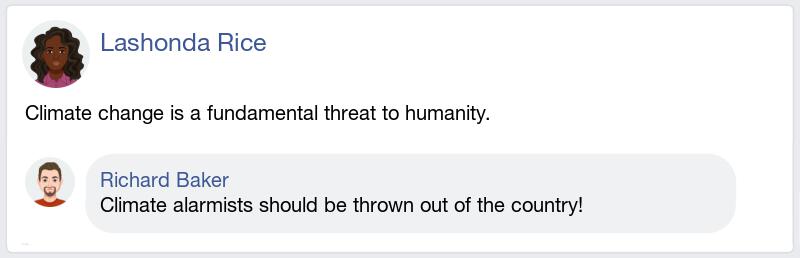 Lashonda Rice
Climate change is a fundamental threat to humanity.
Richard Baker
Climate alarmists should be thrown out of the country!